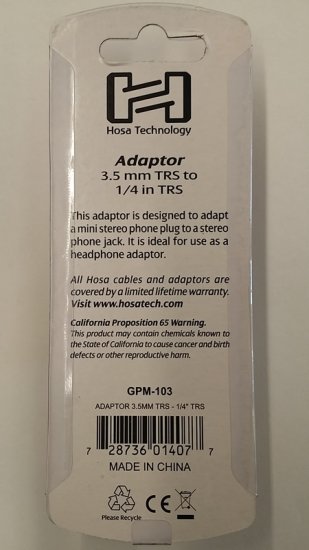 Hosa Technology
Adaptor
3.5 mm TRS to
1/4 in TRS
This adaptor is designed to adapt
a mini stereo phone plug to a stereo
phone jack. It is ideal for use as a
headphone adaptor.
All Hosa cables and adaptors are
covered by a limited lifetime warranty.
Visit www.hosatech.com
California Proposition 65 Warning.
This product may contain chemicals known to
the State of California to cause cancer and birth
defects or other reproductive harm.
GPM-103
ADAPTOR 3.5MM TRS - 1/4" TRS
7 28736 01407 7
MADE IN CHINA
Please Recycle
CE